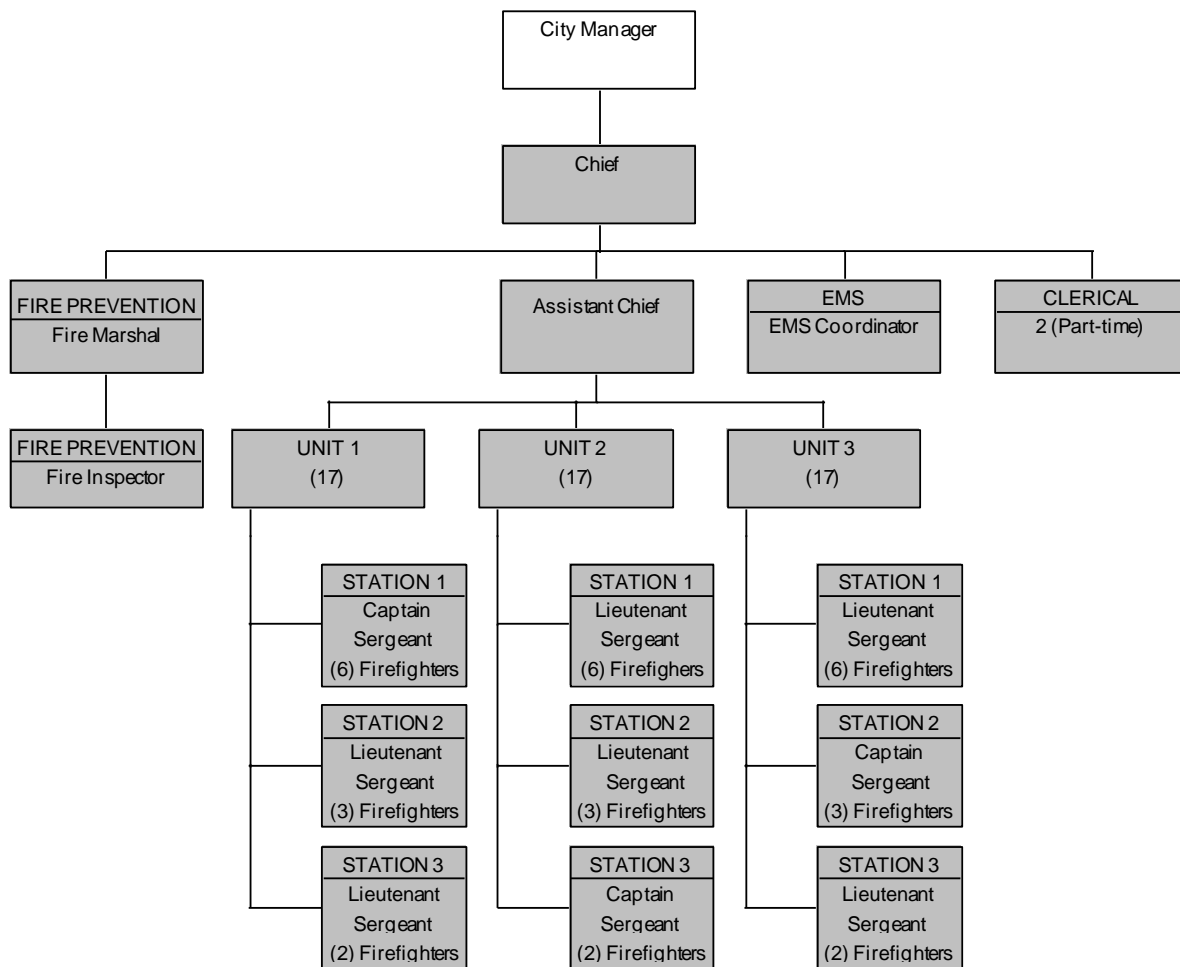 City Manager
Chief
FIRE PREVENTION
Fire Marshal
Assistant Chief
EMS
EMS Coordinator
CLERICAL
2 (Part-time)
FIRE PREVENTION
Fire Inspector
UNIT 1
(17)
UNIT 2
(17)
UNIT 3
(17)
STATION 1
Captain
Sergeant
(6) Firefighters
STATION 1
Lieutenant
Sergeant
(6) Firefighers
STATION 1
Lieutenant
Sergeant
(6) Firefighters
STATION 2
Lieutenant
Sergeant
(3) Firefighters
STATION 2
Lieutenant
Sergeant
(3) Firefighters
STATION 2
Captain
Sergeant
(3) Firefighters
STATION 3
Lieutenant
Sergeant
(2) Firefighters
STATION 3
Captain
Sergeant
(2) Firefighters
STATION 3
Lieutenant
Sergeant
(2) Firefighters